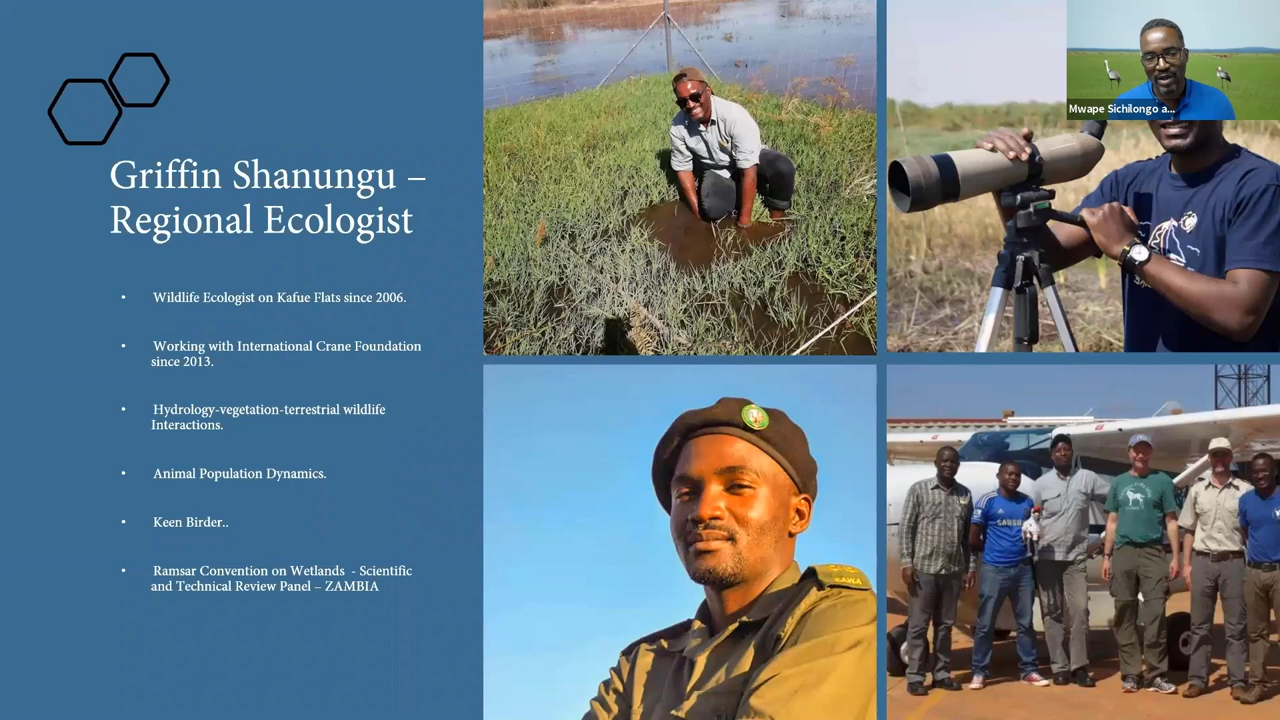 Griffin Shanungu –
Regional Ecologist
• Wildlife Ecologist on Kafue Flats since 2006.
• Working with International Crane Foundation
since 2013.
• Hydrology-vegetation-terrestrial wildlife
Interactions.
• Animal Population Dynamics.
• Keen Birder..
• Ramsar Convention on Wetlands - Scientific
and Technical Review Panel – ZAMBIA
Mwape Sichilongo a...
SAMSUNG